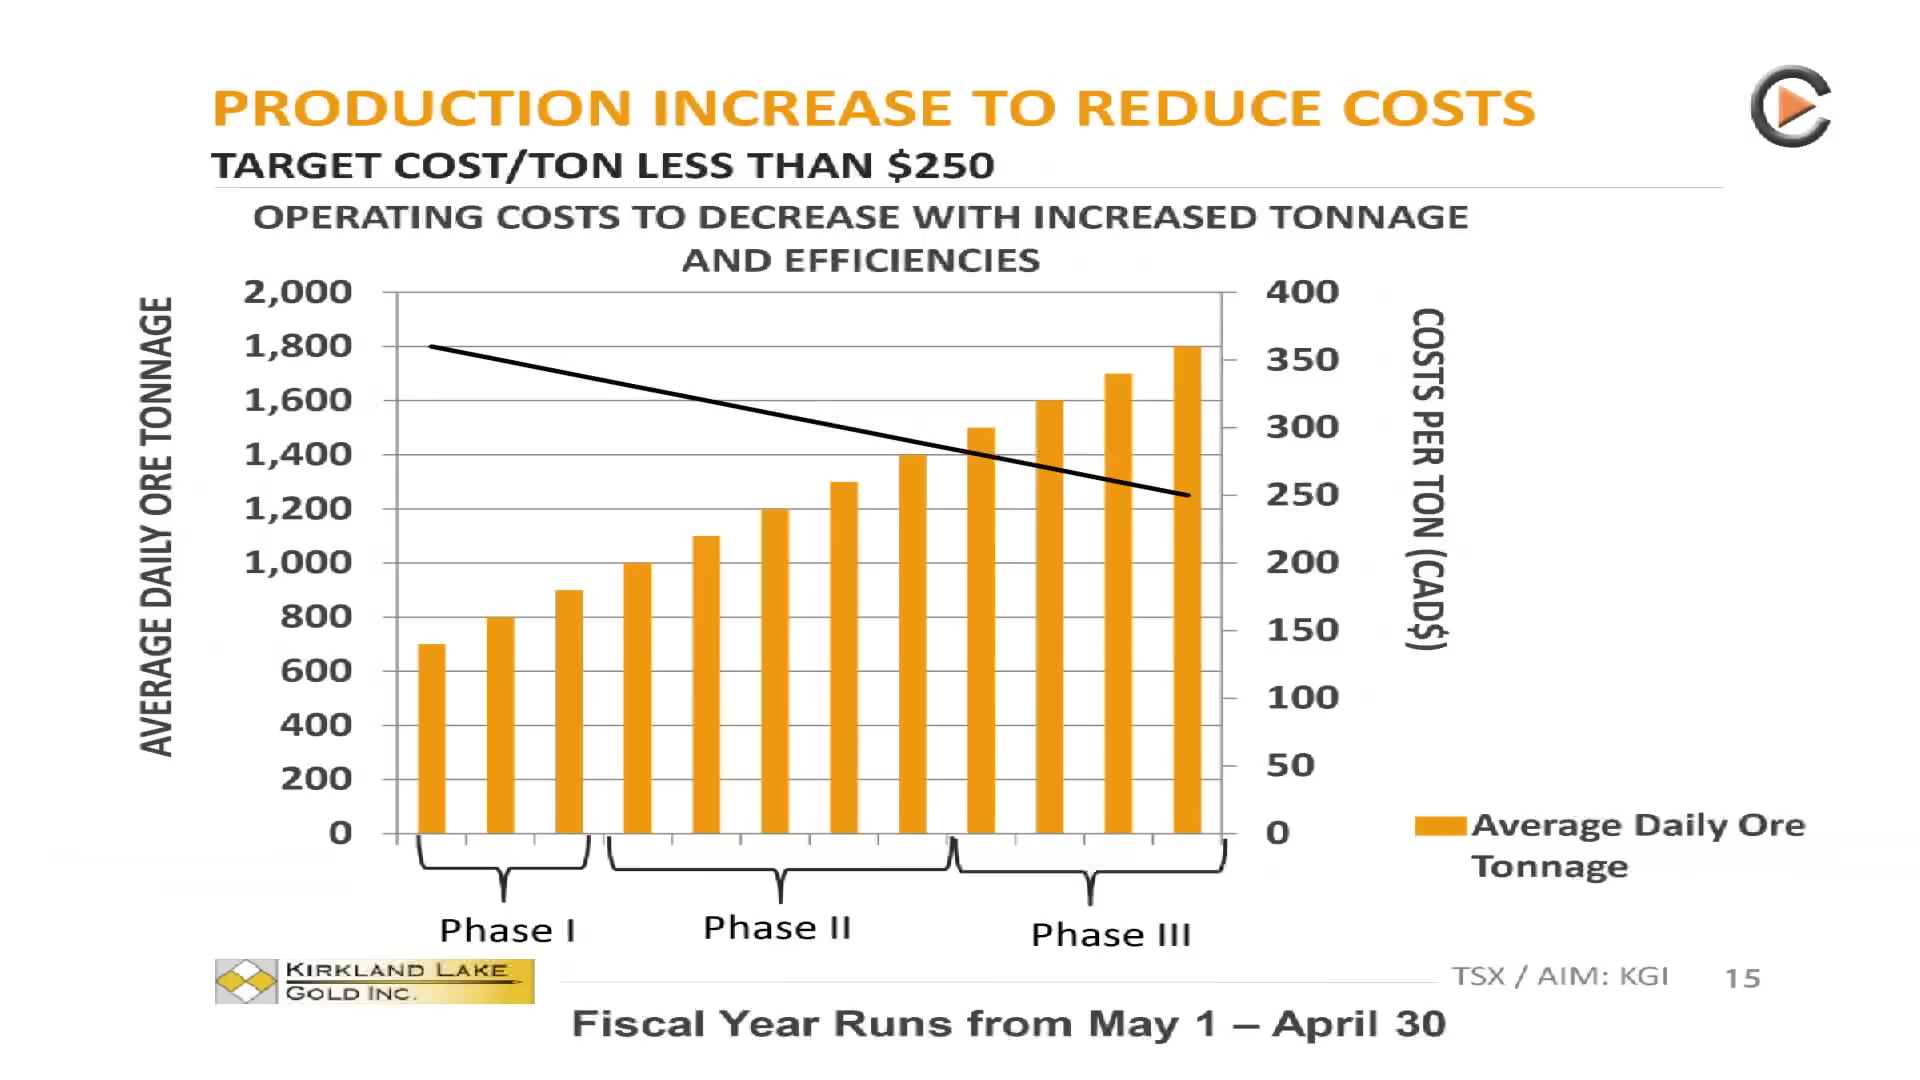 PRODUCTION INCREASE TO REDUCE COSTS
TARGET COST/TON LESS THAN $250
OPERATING COSTS TO DECREASE WITH INCREASED TONNAGE
AND EFFICIENCIES
AVERAGE DAILY ORE TONNAGE
2,000
1,800
1,600
1,400
1,200
1,000
800
600
400
200
0
400
350
300
250
200
150
100
50
0
COSTS PER TON (CAD$)
Average Daily Ore
Tonnage
Phase I
Phase II
Phase III
KIRKLAND LAKE
GOLD INC.
TSX / AIM: KGI 15
Fiscal Year Runs from May 1 – April 30